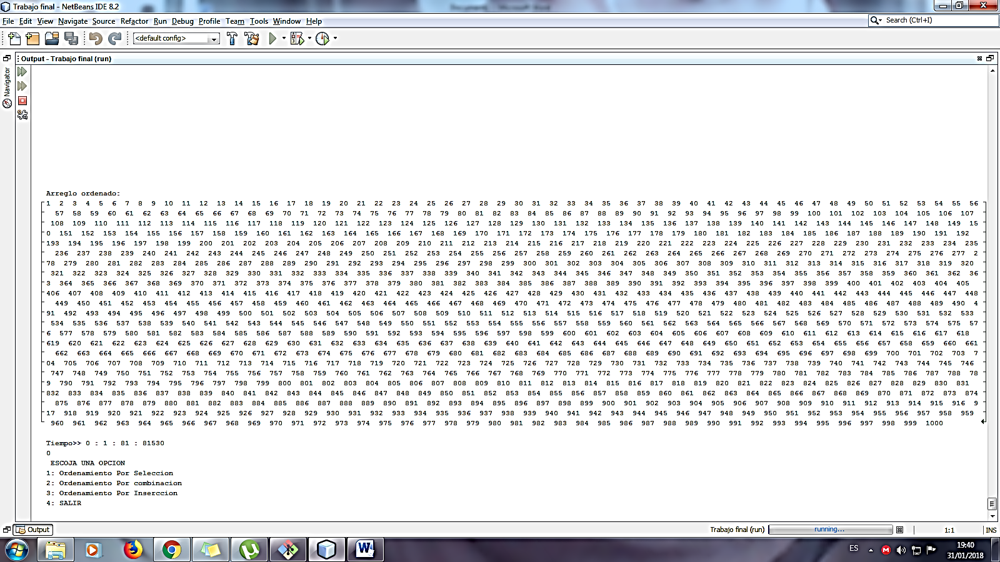 Trabajo final - NetBeans IDE 8.2
File Edit View Navigate Source Refactor Run Debug Profile Team Tools Window Help
Search (Ctrl+I)
<default config>
Output - Trabajo final (run)
Navigator
Arreglo ordenado:
1 2 3 4 5 6 7 8 9 10 11 12 13 14 15 16 17 18 19 20 21 22 23 24 25 26 27 28 29 30 31 32 33 34 35 36 37 38 39 40 41 42 43 44 45 46 47 48 49 50 51 52 53 54 55 56
57 58 59 60 61 62 63 64 65 66 67 68 69 70 71 72 73 74 75 76 77 78 79 80 81 82 83 84 85 86 87 88 89 90 91 92 93 94 95 96 97 98 99 100 101 102 103 104 105 106 107
108 109 110 111 112 113 114 115 116 117 118 119 120 121 122 123 124 125 126 127 128 129 130 131 132 133 134 135 136 137 138 139 140 141 142 143 144 145 146 147 148 149 15
0 151 152 153 154 155 156 157 158 159 160 161 162 163 164 165 166 167 168 169 170 171 172 173 174 175 176 177 178 179 180 181 182 183 184 185 186 187 188 189 190 191 192
193 194 195 196 197 198 199 200 201 202 203 204 205 206 207 208 209 210 211 212 213 214 215 216 217 218 219 220 221 222 223 224 225 226 227 228 229 230 231 232 233 234 235
236 237 238 239 240 241 242 243 244 245 246 247 248 249 250 251 252 253 254 255 256 257 258 259 260 261 262 263 264 265 266 267 268 269 270 271 272 273 274 275 276 277 2
78 279 280 281 282 283 284 285 286 287 288 289 290 291 292 293 294 295 296 297 298 299 300 301 302 303 304 305 306 307 308 309 310 311 312 313 314 315 316 317 318 319 320
321 322 323 324 325 326 327 328 329 330 331 332 333 334 335 336 337 338 339 340 341 342 343 344 345 346 347 348 349 350 351 352 353 354 355 356 357 358 359 360 361 362 36
3 364 365 366 367 368 369 370 371 372 373 374 375 376 377 378 379 380 381 382 383 384 385 386 387 388 389 390 391 392 393 394 395 396 397 398 399 400 401 402 403 404 405
406 407 408 409 410 411 412 413 414 415 416 417 418 419 420 421 422 423 424 425 426 427 428 429 430 431 432 433 434 435 436 437 438 439 440 441 442 443 444 445 446 447 448
449 450 451 452 453 454 455 456 457 458 459 460 461 462 463 464 465 466 467 468 469 470 471 472 473 474 475 476 477 478 479 480 481 482 483 484 485 486 487 488 489 490 4
91 492 493 494 495 496 497 498 499 500 501 502 503 504 505 506 507 508 509 510 511 512 513 514 515 516 517 518 519 520 521 522 523 524 525 526 527 528 529 530 531 532 533
534 535 536 537 538 539 540 541 542 543 544 545 546 547 548 549 550 551 552 553 554 555 556 557 558 559 560 561 562 563 564 565 566 567 568 569 570 571 572 573 574 575 57
6 577 578 579 580 581 582 583 584 585 586 587 588 589 590 591 592 593 594 595 596 597 598 599 600 601 602 603 604 605 606 607 608 609 610 611 612 613 614 615 616 617 618
619 620 621 622 623 624 625 626 627 628 629 630 631 632 633 634 635 636 637 638 639 640 641 642 643 644 645 646 647 648 649 650 651 652 653 654 655 656 657 658 659 660 661
662 663 664 665 666 667 668 669 670 671 672 673 674 675 676 677 678 679 680 681 682 683 684 685 686 687 688 689 690 691 692 693 694 695 696 697 698 699 700 701 702 703 7
04 705 706 707 708 709 710 711 712 713 714 715 716 717 718 719 720 721 722 723 724 725 726 727 728 729 730 731 732 733 734 735 736 737 738 739 740 741 742 743 744 745 746
747 748 749 750 751 752 753 754 755 756 757 758 759 760 761 762 763 764 765 766 767 768 769 770 771 772 773 774 775 776 777 778 779 780 781 782 783 784 785 786 787 788 78
9 790 791 792 793 794 795 796 797 798 799 800 801 802 803 804 805 806 807 808 809 810 811 812 813 814 815 816 817 818 819 820 821 822 823 824 825 826 827 828 829 830 831
832 833 834 835 836 837 838 839 840 841 842 843 844 845 846 847 848 849 850 851 852 853 854 855 856 857 858 859 860 861 862 863 864 865 866 867 868 869 870 871 872 873 874
875 876 877 878 879 880 881 882 883 884 885 886 887 888 889 890 891 892 893 894 895 896 897 898 899 900 901 902 903 904 905 906 907 908 909 910 911 912 913 914 915 916 9
17 918 919 920 921 922 923 924 925 926 927 928 929 930 931 932 933 934 935 936 937 938 939 940 941 942 943 944 945 946 947 948 949 950 951 952 953 954 955 956 957 958 959
960 961 962 963 964 965 966 967 968 969 970 971 972 973 974 975 976 977 978 979 980 981 982 983 984 985 986 987 988 989 990 991 992 993 994 995 996 997 998 999 1000
Tiempo>> 0 : 1 : 81 : 81530
0
ESCOJA UNA OPCION
1: Ordenamiento Por Seleccion
2: Ordenamiento Por combinacion
3: Ordenamiento Por Inserccion
4: SALIR
Output
Trabajo final (run) running... 1:1 INS
ES 19:40
31/01/2018